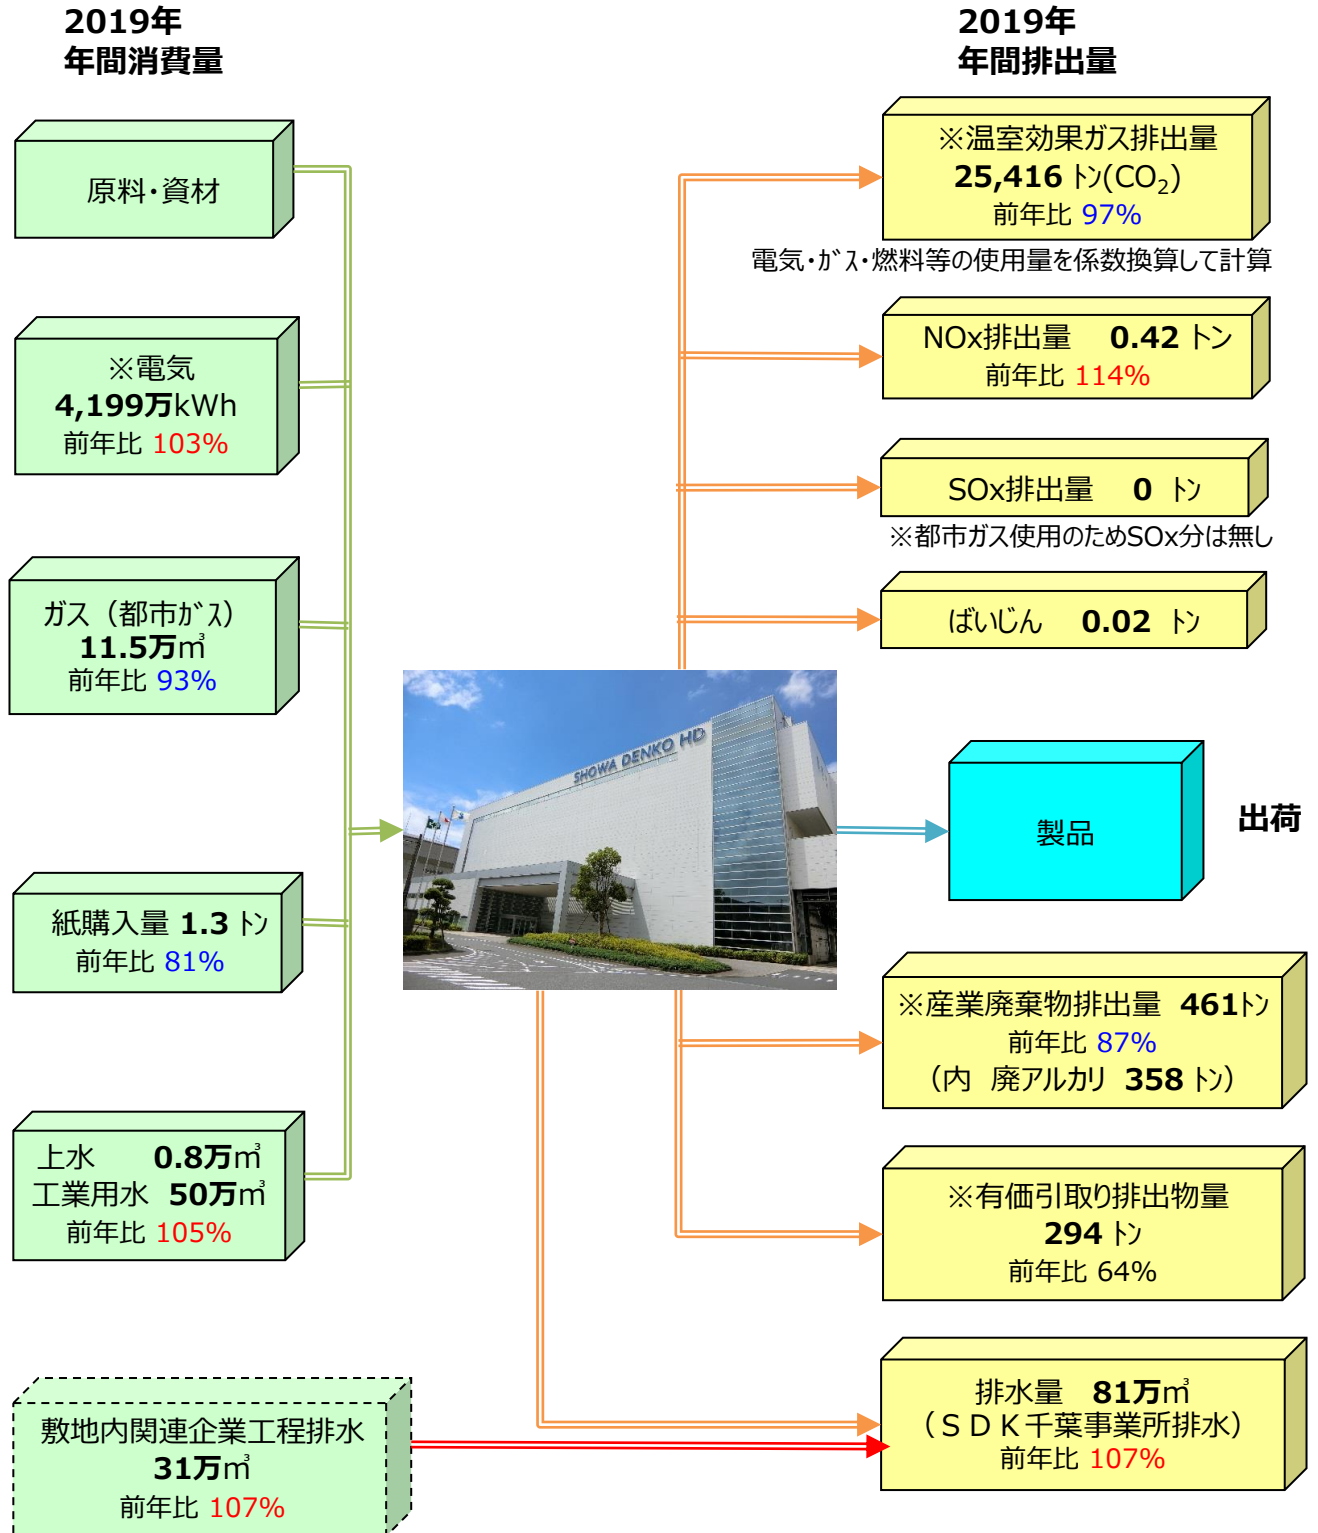 2019年
年間消費量
原料・資材
※電気
4,199万kWh
前年比 103%
ガス（都市ｶﾞｽ）
11.5万㎥
前年比 93%
紙購入量 1.3 ﾄﾝ
前年比 81%
上水 0.8万㎥
工業用水 50万㎥
前年比 105%
敷地内関連企業工程排水
31万㎥
前年比 107%
SHOWA DENKO HD
2019年
年間排出量
※温室効果ガス排出量
25,416 ﾄﾝ(CO₂)
前年比 97%
電気・ｶﾞｽ・燃料等の使用量を係数換算して計算
NOx排出量 0.42 ﾄﾝ
前年比 114%
SOx排出量 0 ﾄﾝ
※都市ガス使用のためSOx分は無し
ばいじん 0.02 ﾄﾝ
製品
出荷
※産業廃棄物排出量 461ﾄﾝ
前年比 87%
（内 廃アルカリ 358 ﾄﾝ）
※有価引取り排出物量
294 ﾄﾝ
前年比 64%
排水量 81万㎥
（ＳＤＫ千葉事業所排水）
前年比 107%